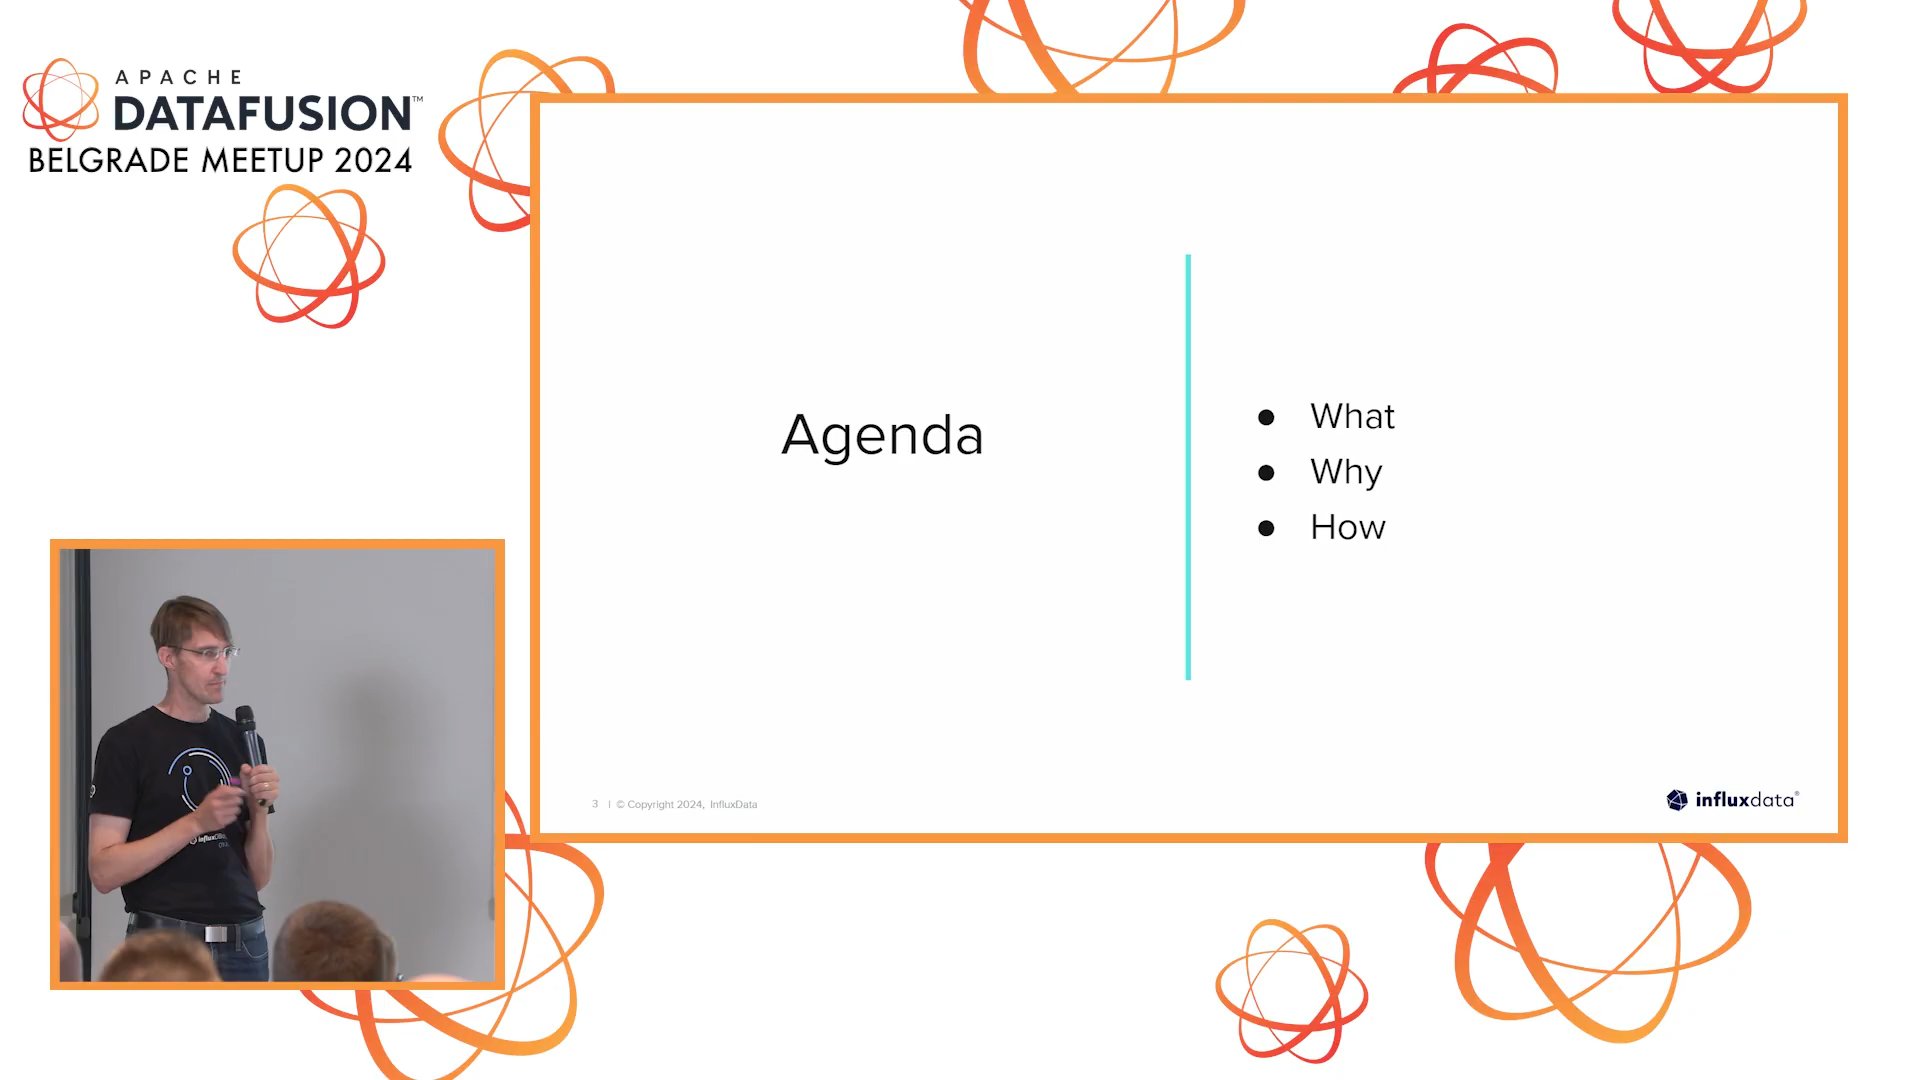 APACHE
DATAFUSION™
BELGRADE MEETUP 2024
Agenda
● What
● Why
● How
3 | © Copyright 2024, InfluxData
influxdata®